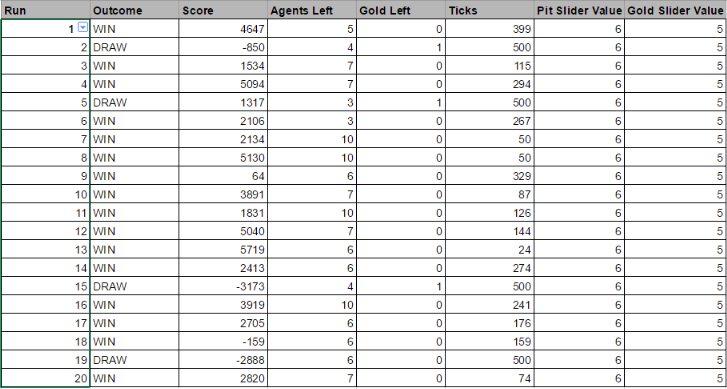 Run Outcome Score Agents Left Gold Left Ticks Pit Slider Value Gold Slider Value
1 WIN 4647 5 0 399 6 5
2 DRAW -850 4 1 500 6 5
3 WIN 1534 7 0 115 6 5
4 WIN 5094 7 0 294 6 5
5 DRAW 1317 3 1 500 6 5
6 WIN 2106 3 0 267 6 5
7 WIN 2134 10 0 50 6 5
8 WIN 5130 10 0 50 6 5
9 WIN 64 6 0 329 6 5
10 WIN 3891 7 0 87 6 5
11 WIN 1831 10 0 126 6 5
12 WIN 5040 7 0 144 6 5
13 WIN 5719 6 0 24 6 5
14 WIN 2413 6 0 274 6 5
15 DRAW -3173 4 1 500 6 5
16 WIN 3919 10 0 241 6 5
17 WIN 2705 6 0 176 6 5
18 WIN -159 6 0 159 6 5
19 DRAW -2888 6 0 500 6 5
20 WIN 2820 7 0 74 6 5